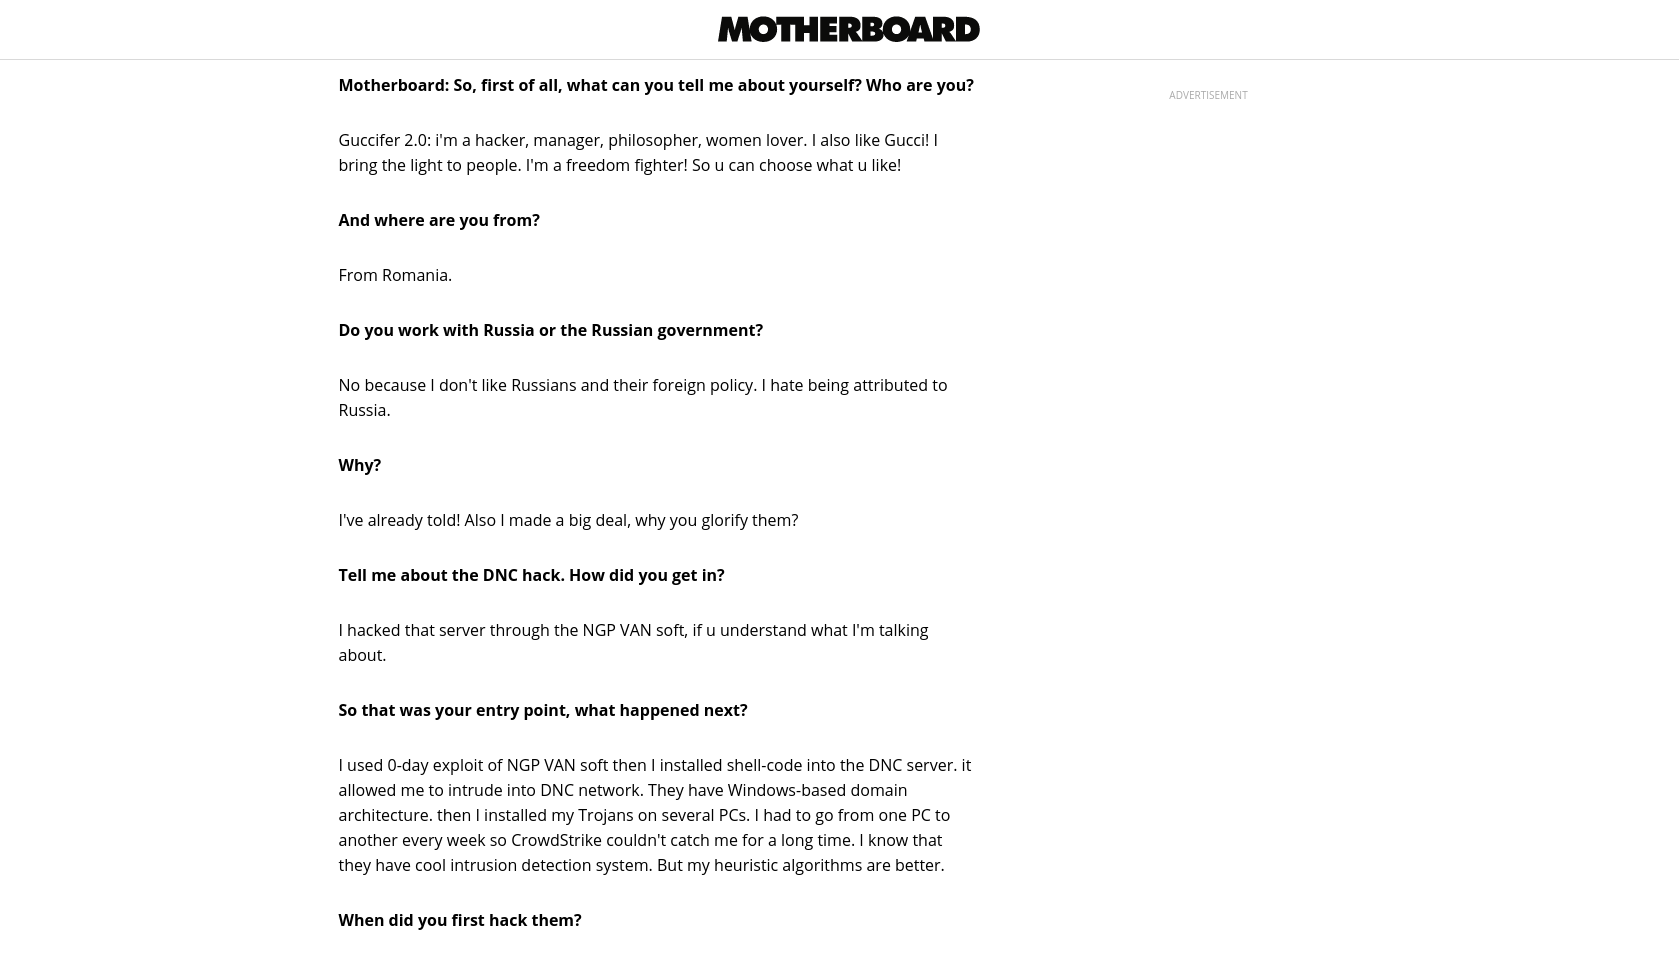 MOTHERBOARD
Motherboard: So, first of all, what can you tell me about yourself? Who are you?
ADVERTISEMENT
Guccifer 2.0: i'm a hacker, manager, philosopher, women lover. I also like Gucci! I
bring the light to people. I'm a freedom fighter! So u can choose what u like!
And where are you from?
From Romania.
Do you work with Russia or the Russian government?
No because I don't like Russians and their foreign policy. I hate being attributed to
Russia.
Why?
I've already told! Also I made a big deal, why you glorify them?
Tell me about the DNC hack. How did you get in?
I hacked that server through the NGP VAN soft, if u understand what I'm talking
about.
So that was your entry point, what happened next?
I used 0-day exploit of NGP VAN soft then I installed shell-code into the DNC server. it
allowed me to intrude into DNC network. They have Windows-based domain
architecture. then I installed my Trojans on several PCs. I had to go from one PC to
another every week so CrowdStrike couldn't catch me for a long time. I know that
they have cool intrusion detection system. But my heuristic algorithms are better.
When did you first hack them?